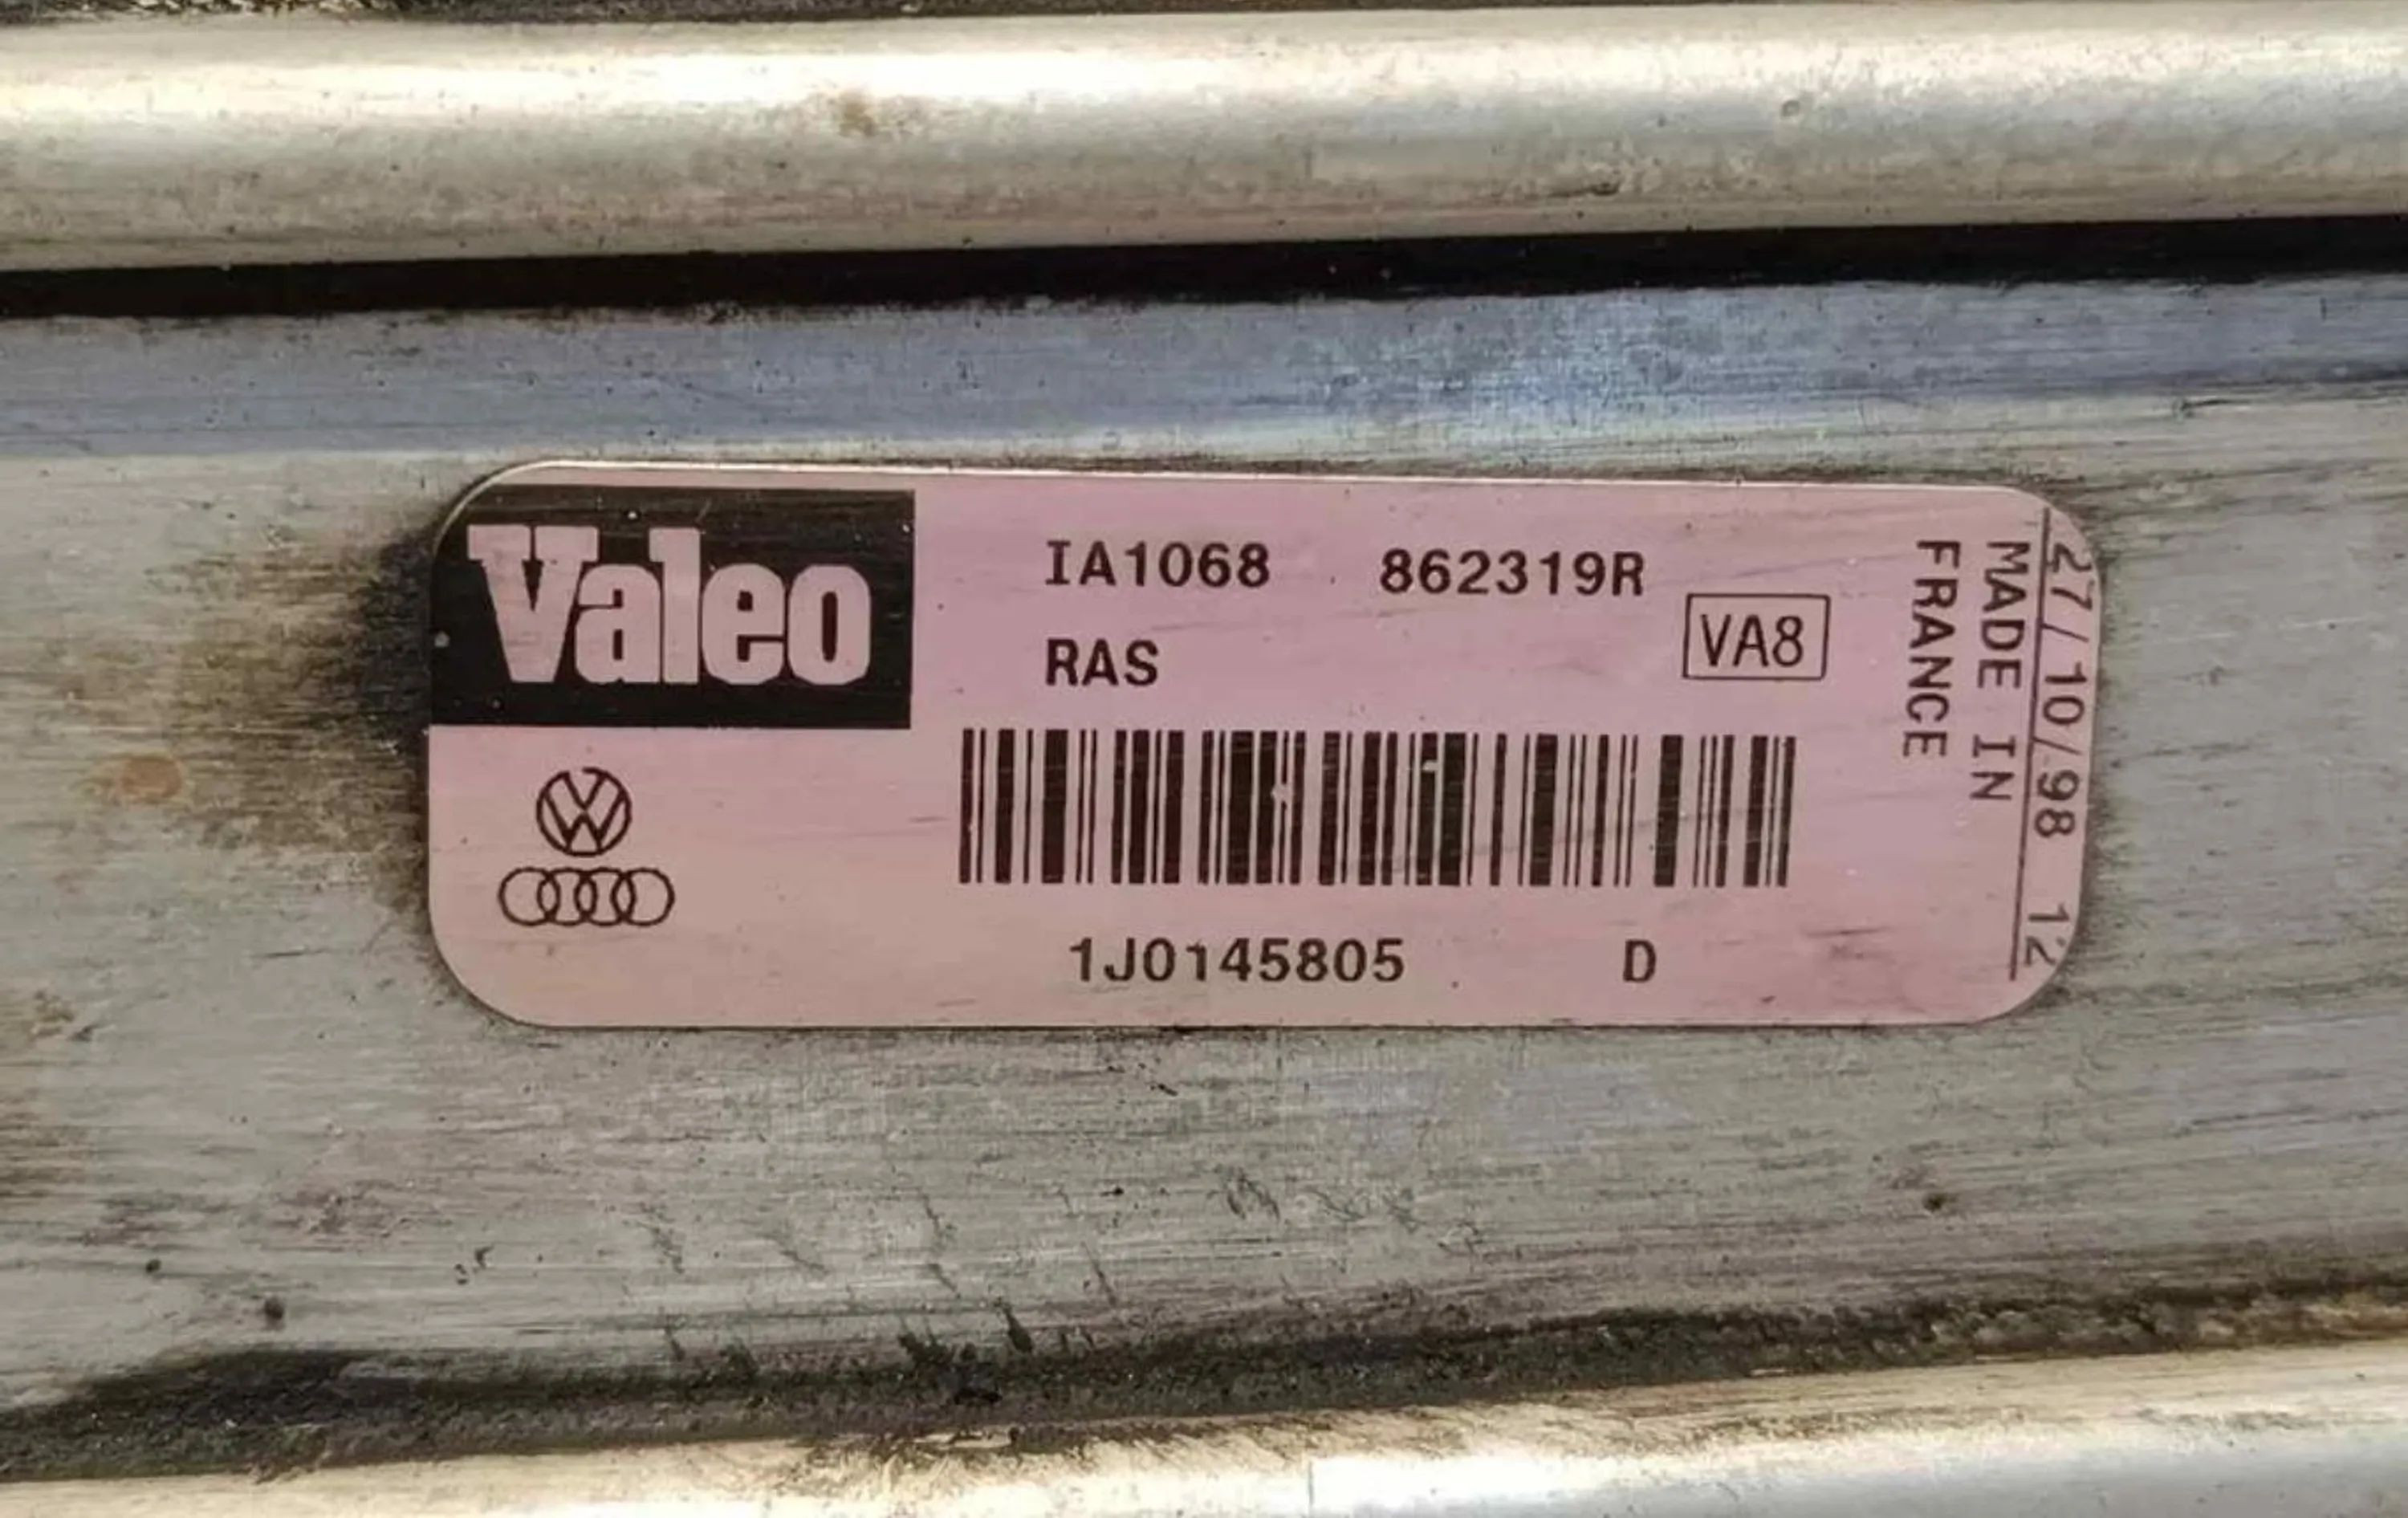 Valeo
IA1068 862319R
RAS
VA8
1J0145805 D
MADE IN
FRANCE
27/10/98 12